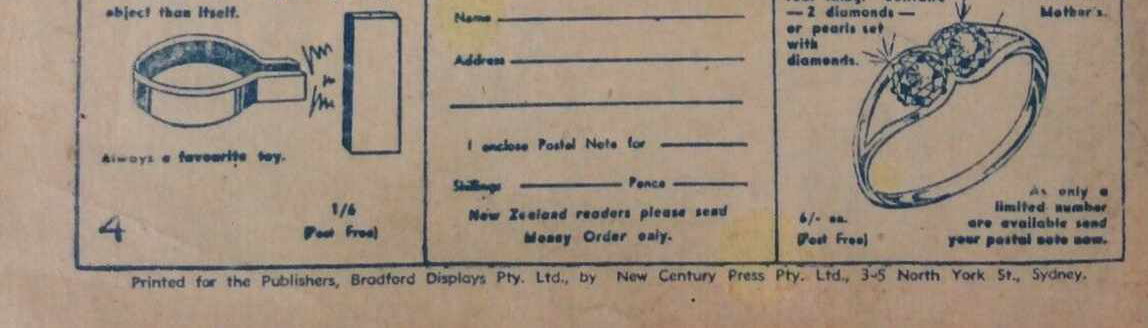 object than itself.
Always a favourite toy.
4
1/6
(Post Free)
Name
Address
I enclose Postal Note for
Shillings Pence
New Zealand readers please send
Money Order only.
— 2 diamonds —
or pearls set
with
diamonds.
Mother's.
6/- ea.
(Post Free)
As only a
limited number
are available send
your postal note now.
Printed for the Publishers, Bradford Displays Pty. Ltd., by New Century Press Pty. Ltd., 3-5 North York St., Sydney.